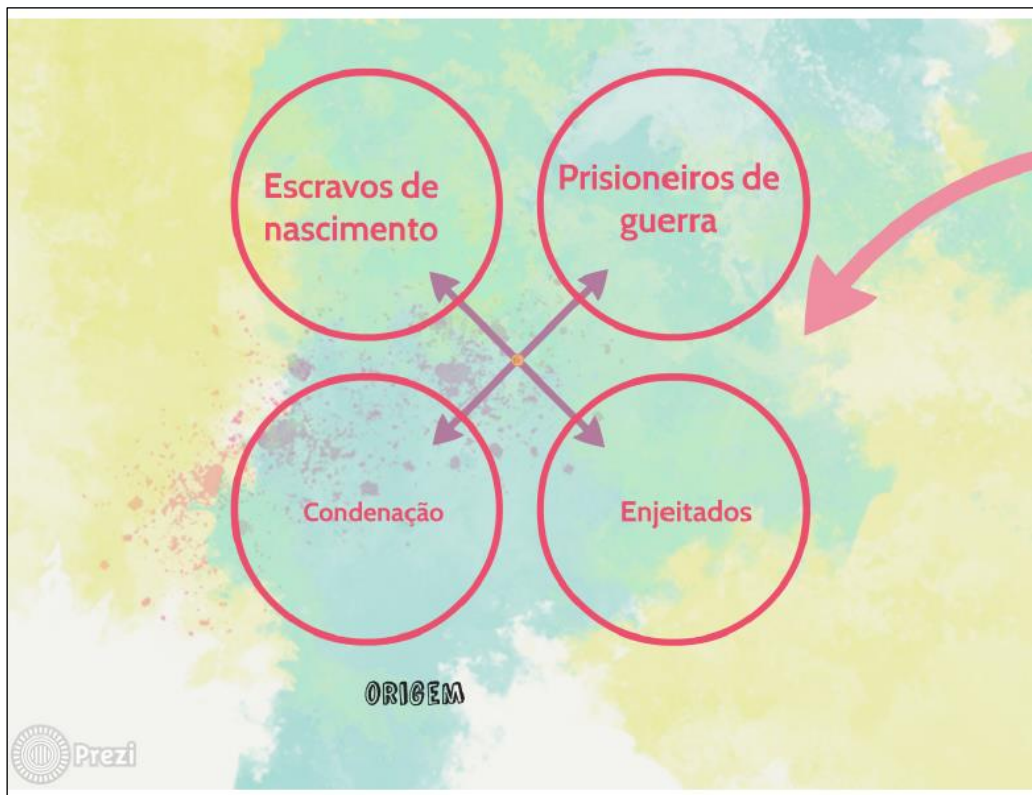 Escravos de
nascimento
Prisioneiros de
guerra
Condenação
Enjeitados
ORIGEM
Prezi